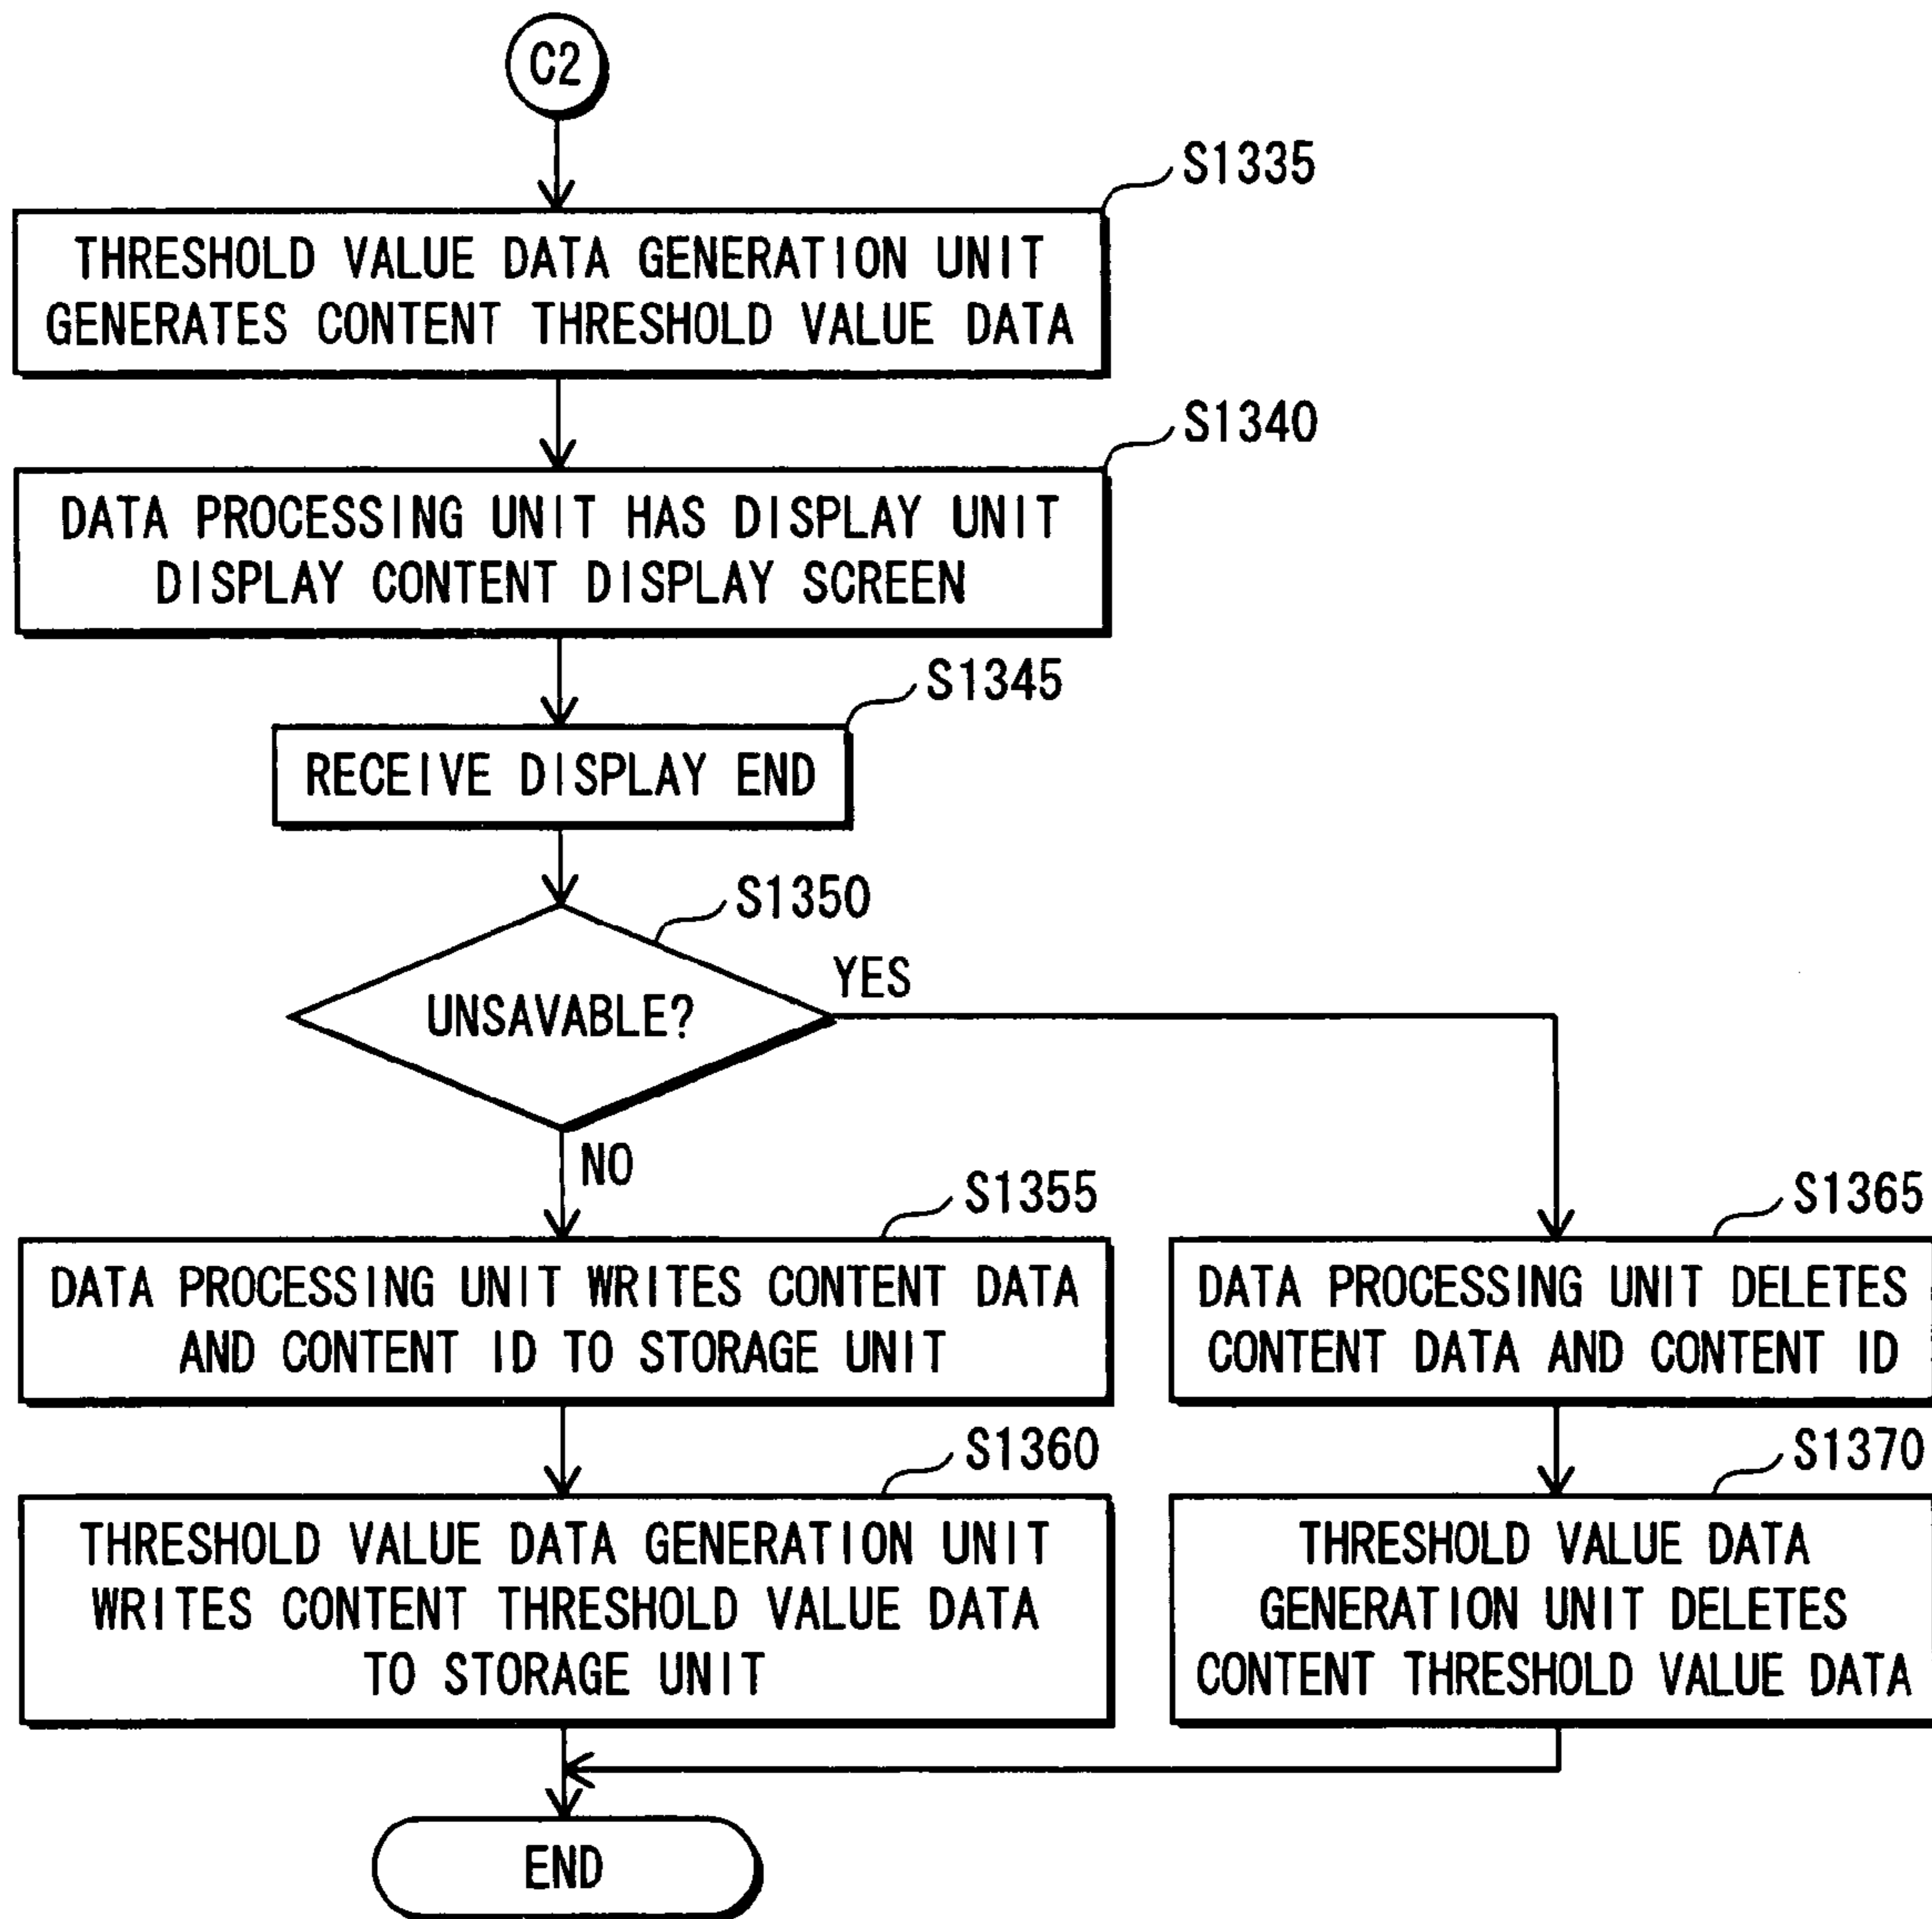 C2
S1335
THRESHOLD VALUE DATA GENERATION UNIT
GENERATES CONTENT THRESHOLD VALUE DATA
S1340
DATA PROCESSING UNIT HAS DISPLAY UNIT
DISPLAY CONTENT DISPLAY SCREEN
S1345
RECEIVE DISPLAY END
S1350
UNSAVABLE?
YES
NO
S1355
DATA PROCESSING UNIT WRITES CONTENT DATA
AND CONTENT ID TO STORAGE UNIT
S1365
DATA PROCESSING UNIT DELETES
CONTENT DATA AND CONTENT ID
S1360
THRESHOLD VALUE DATA GENERATION UNIT
WRITES CONTENT THRESHOLD VALUE DATA
TO STORAGE UNIT
S1370
THRESHOLD VALUE DATA
GENERATION UNIT DELETES
CONTENT THRESHOLD VALUE DATA
END